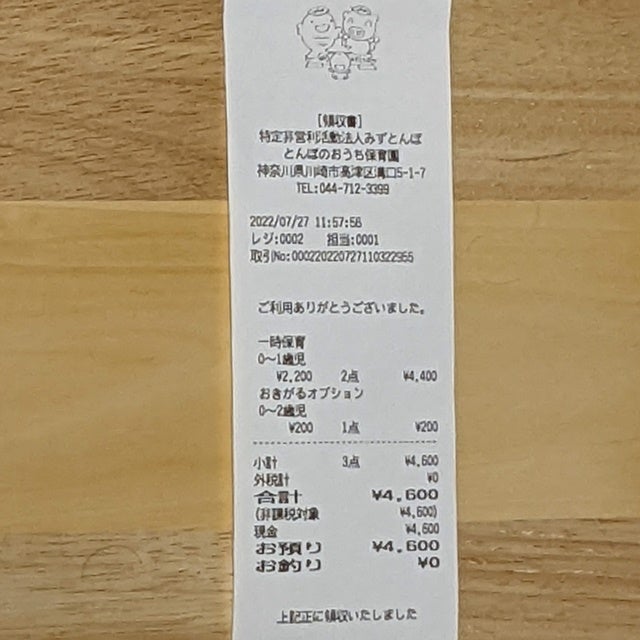 [領収書]
特定非営利活動法人みずとんぼ
とんぼのおうち保育園
神奈川県川崎市高津区溝口5-1-7
TEL:044-712-3399
2022/07/27 11:57:56
レジ:0002 担当:0001
取引No:000220220727110322955
ご利用ありがとうございました。
一時保育
0～1歳児
¥2,200 2点 ¥4,400
おきがるオプション
0～2歳児
¥200 1点 ¥200
小計 3点 ¥4,600
外税計 ¥0
合計 ¥4,600
(非課税対象 ¥4,600)
現金 ¥4,600
お預り ¥4,600
お釣り ¥0
上記正に領収いたしました